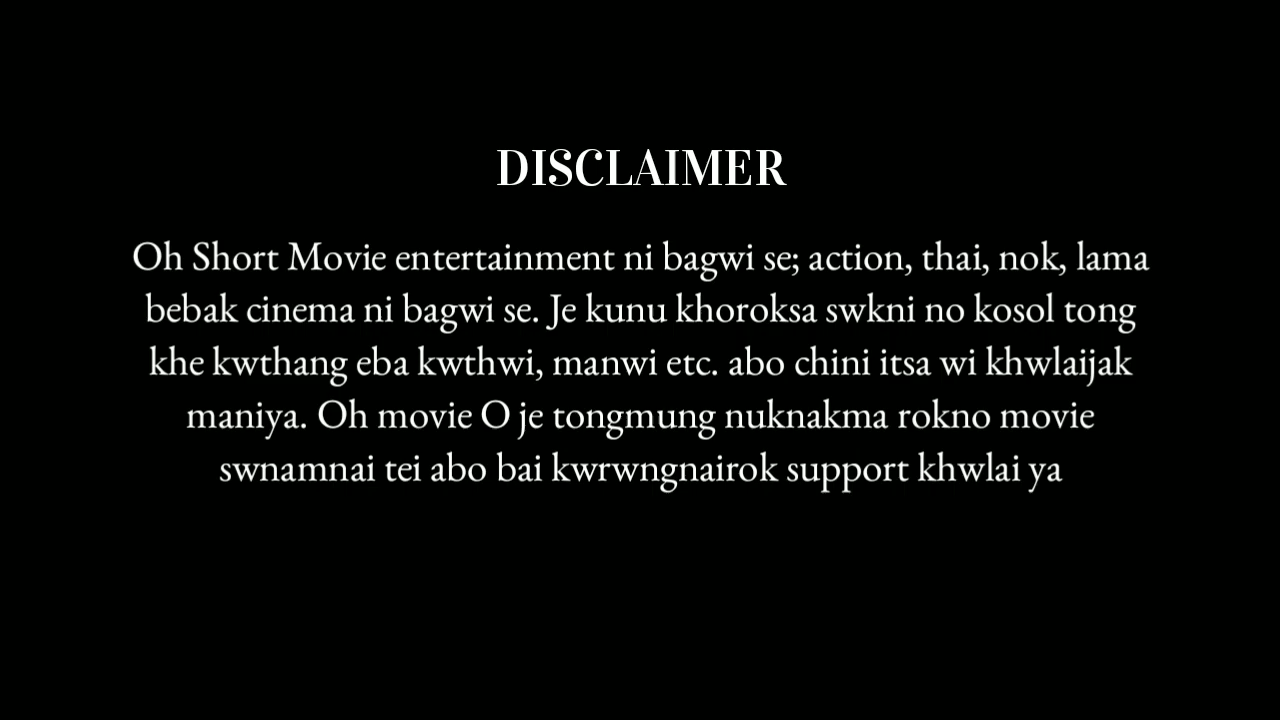 DISCLAIMER
Oh Short Movie entertainment ni bagwi se; action, thai, nok, lama
bebak cinema ni bagwi se. Je kunu khoroksa swkni no kosol tong
khe kwthang eba kwthwi, manwi etc. abo chini itsa wi khwlaijak
maniya. Oh movie O je tongmung nuknakma rokno movie
swnamnai tei abo bai kwrwngnairok support khwlai ya